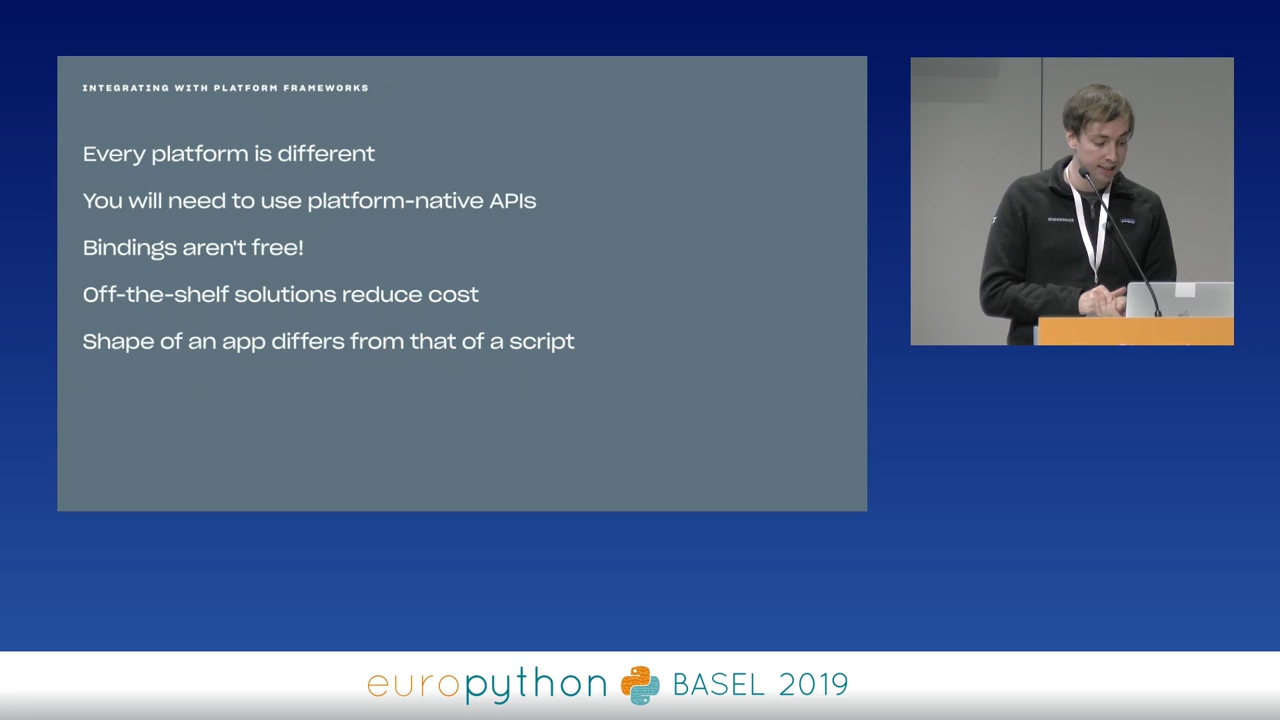 INTEGRATING WITH PLATFORM FRAMEWORKS
Every platform is different
You will need to use platform-native APIs
Bindings aren't free!
Off-the-shelf solutions reduce cost
Shape of an app differs from that of a script
europython BASEL 2019